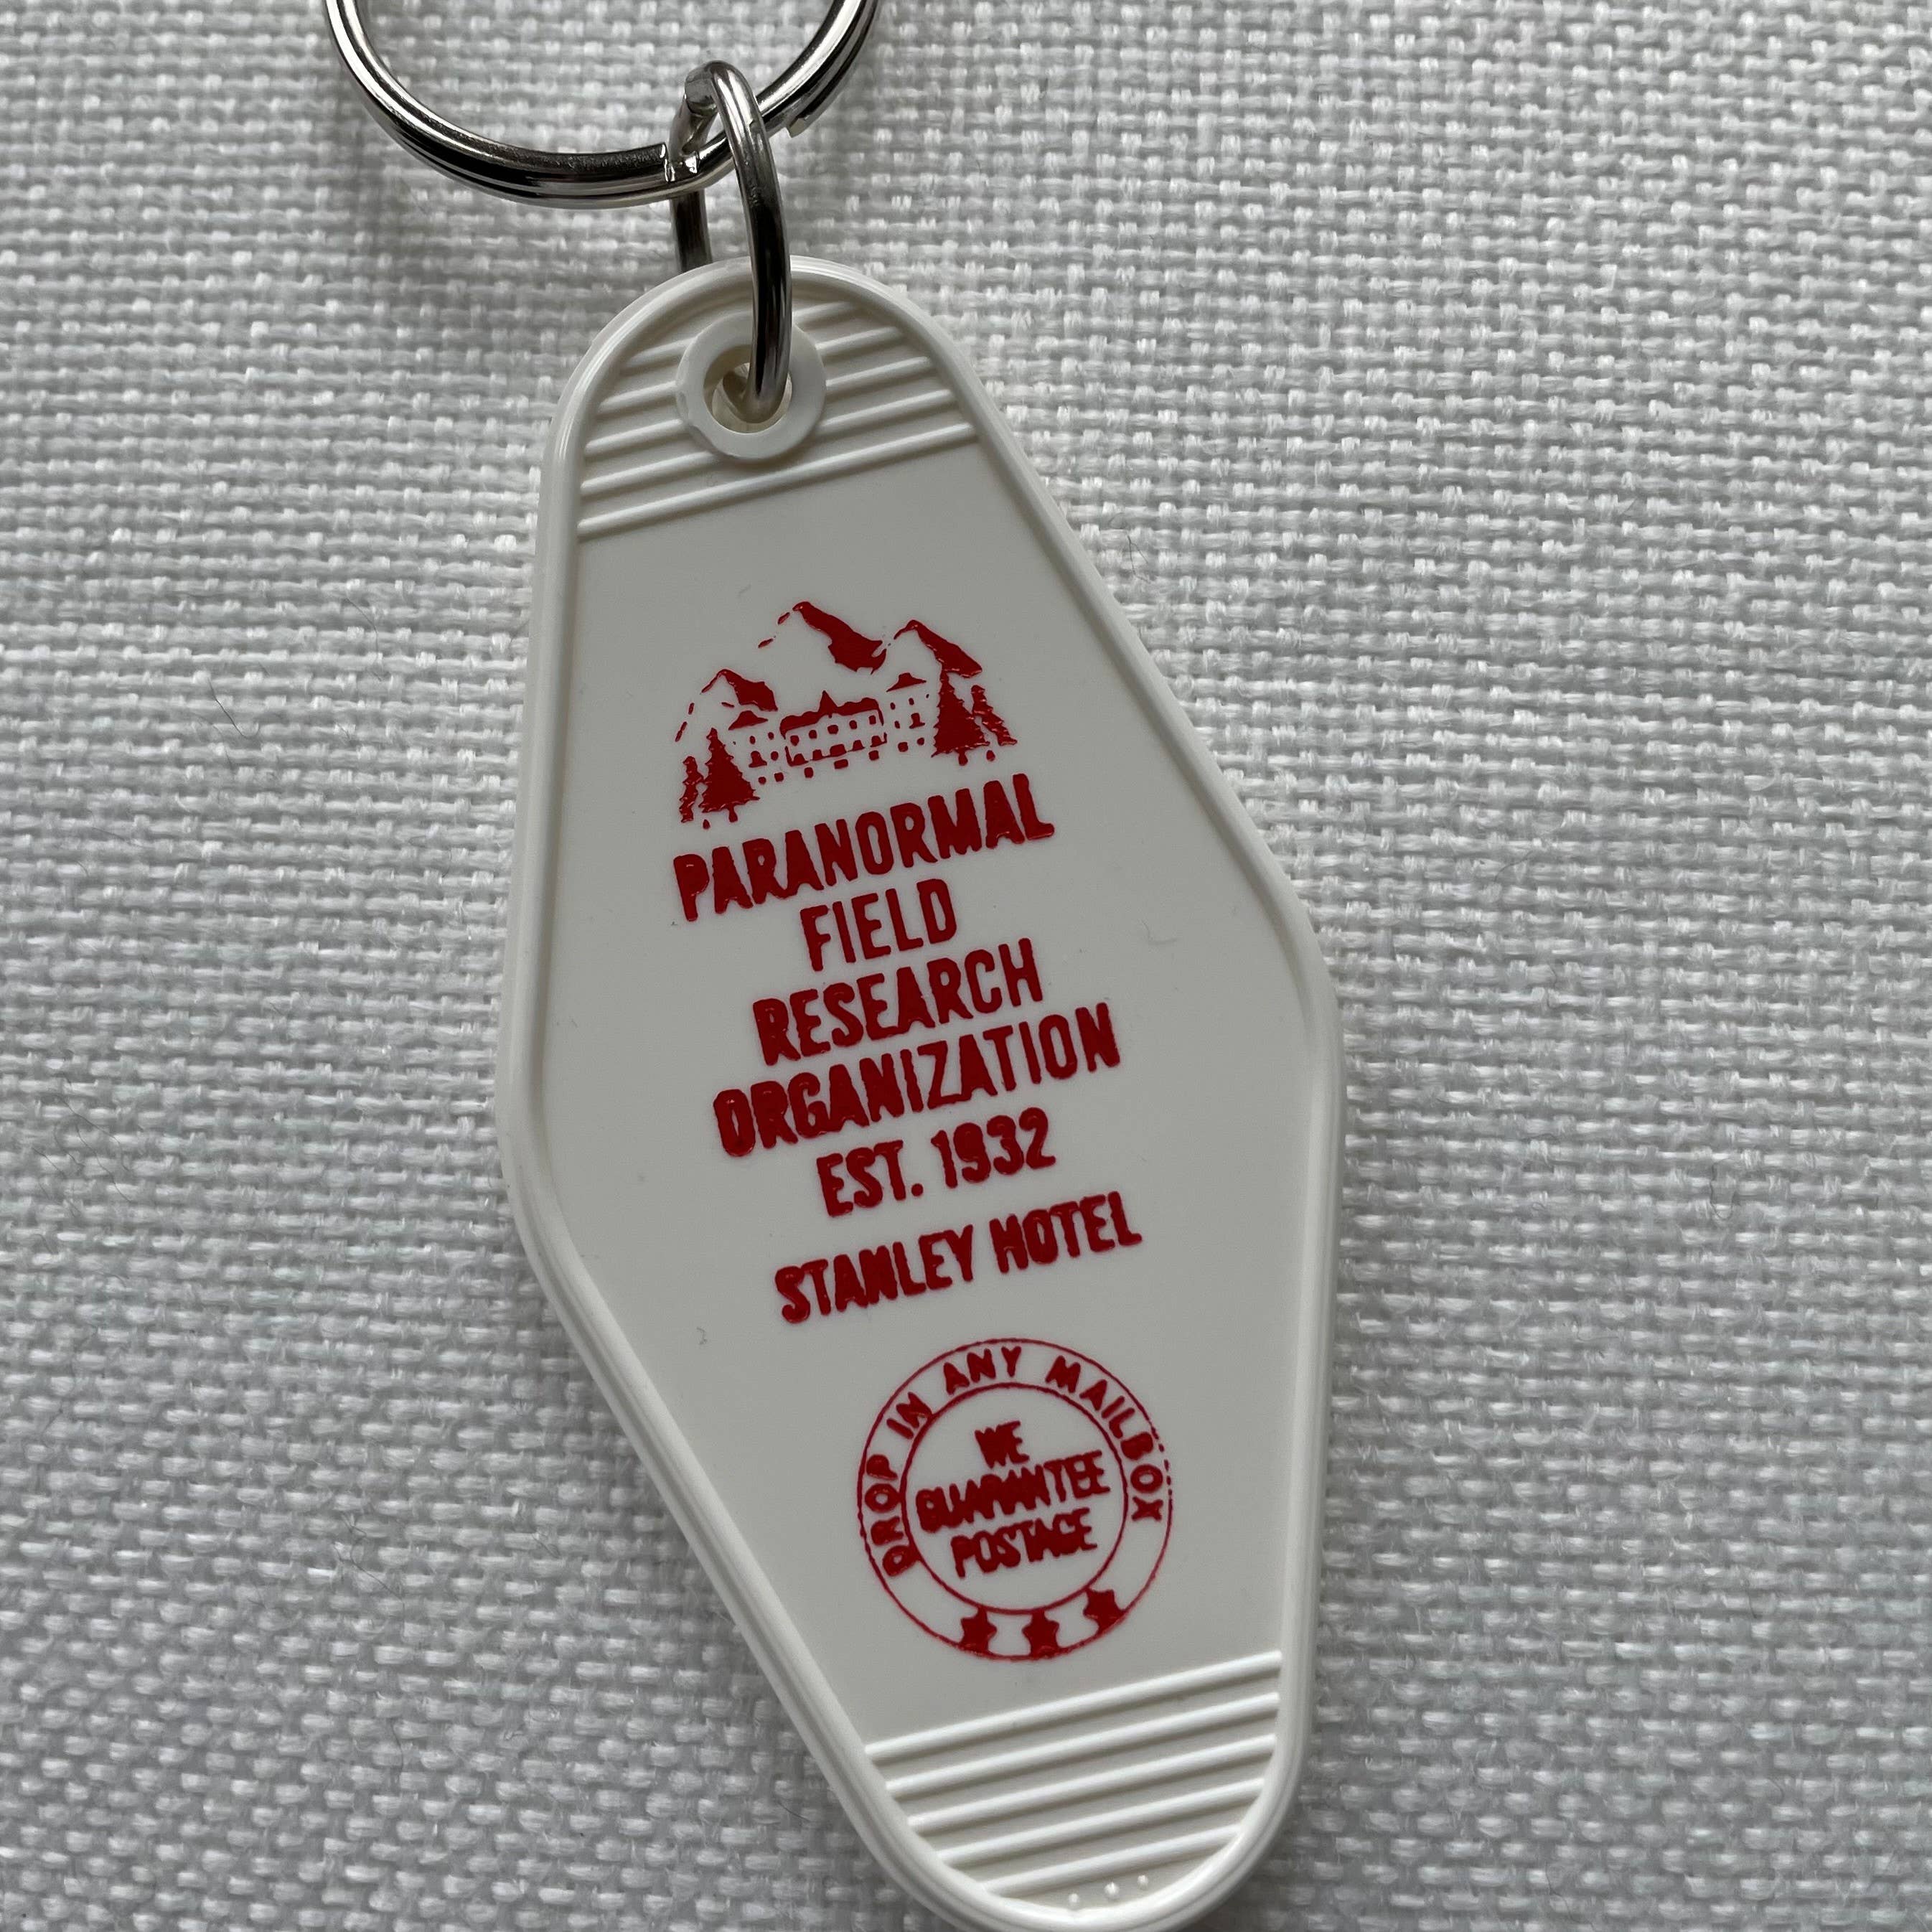 PARANORMAL
FIELD
RESEARCH
ORGANIZATION
EST. 1932
STANLEY HOTEL
DROP IN ANY MAILBOX
WE
GUARANTEE
POSTAGE